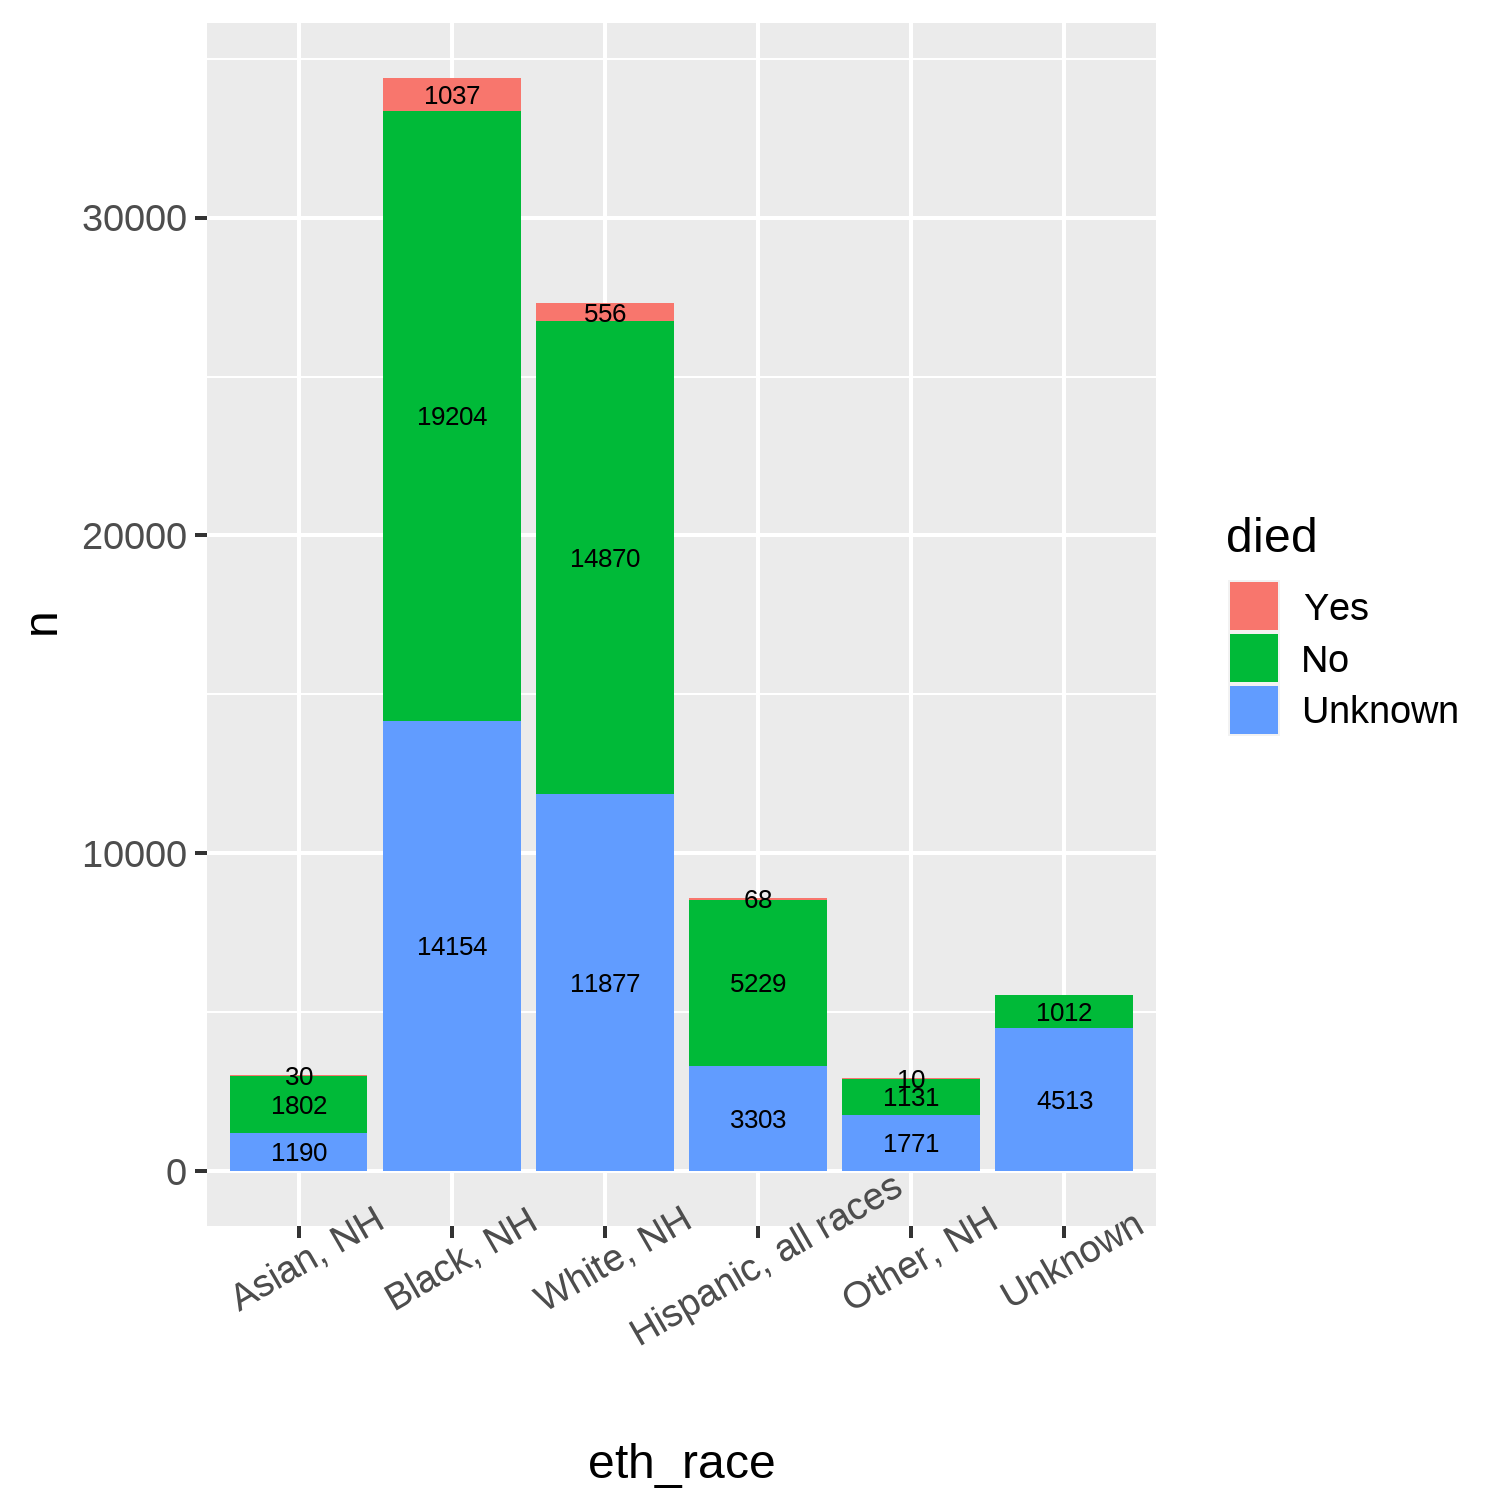 1037
30000
556
19204
20000
14870
died
Yes
No
Unknown
n
10000
68
14154
11877
5229
1012
30
1802
10
1131
4513
3303
1190
1771
0
Asian, NH
Black, NH
White, NH
Hispanic, all races
Other, NH
Unknown
eth_race